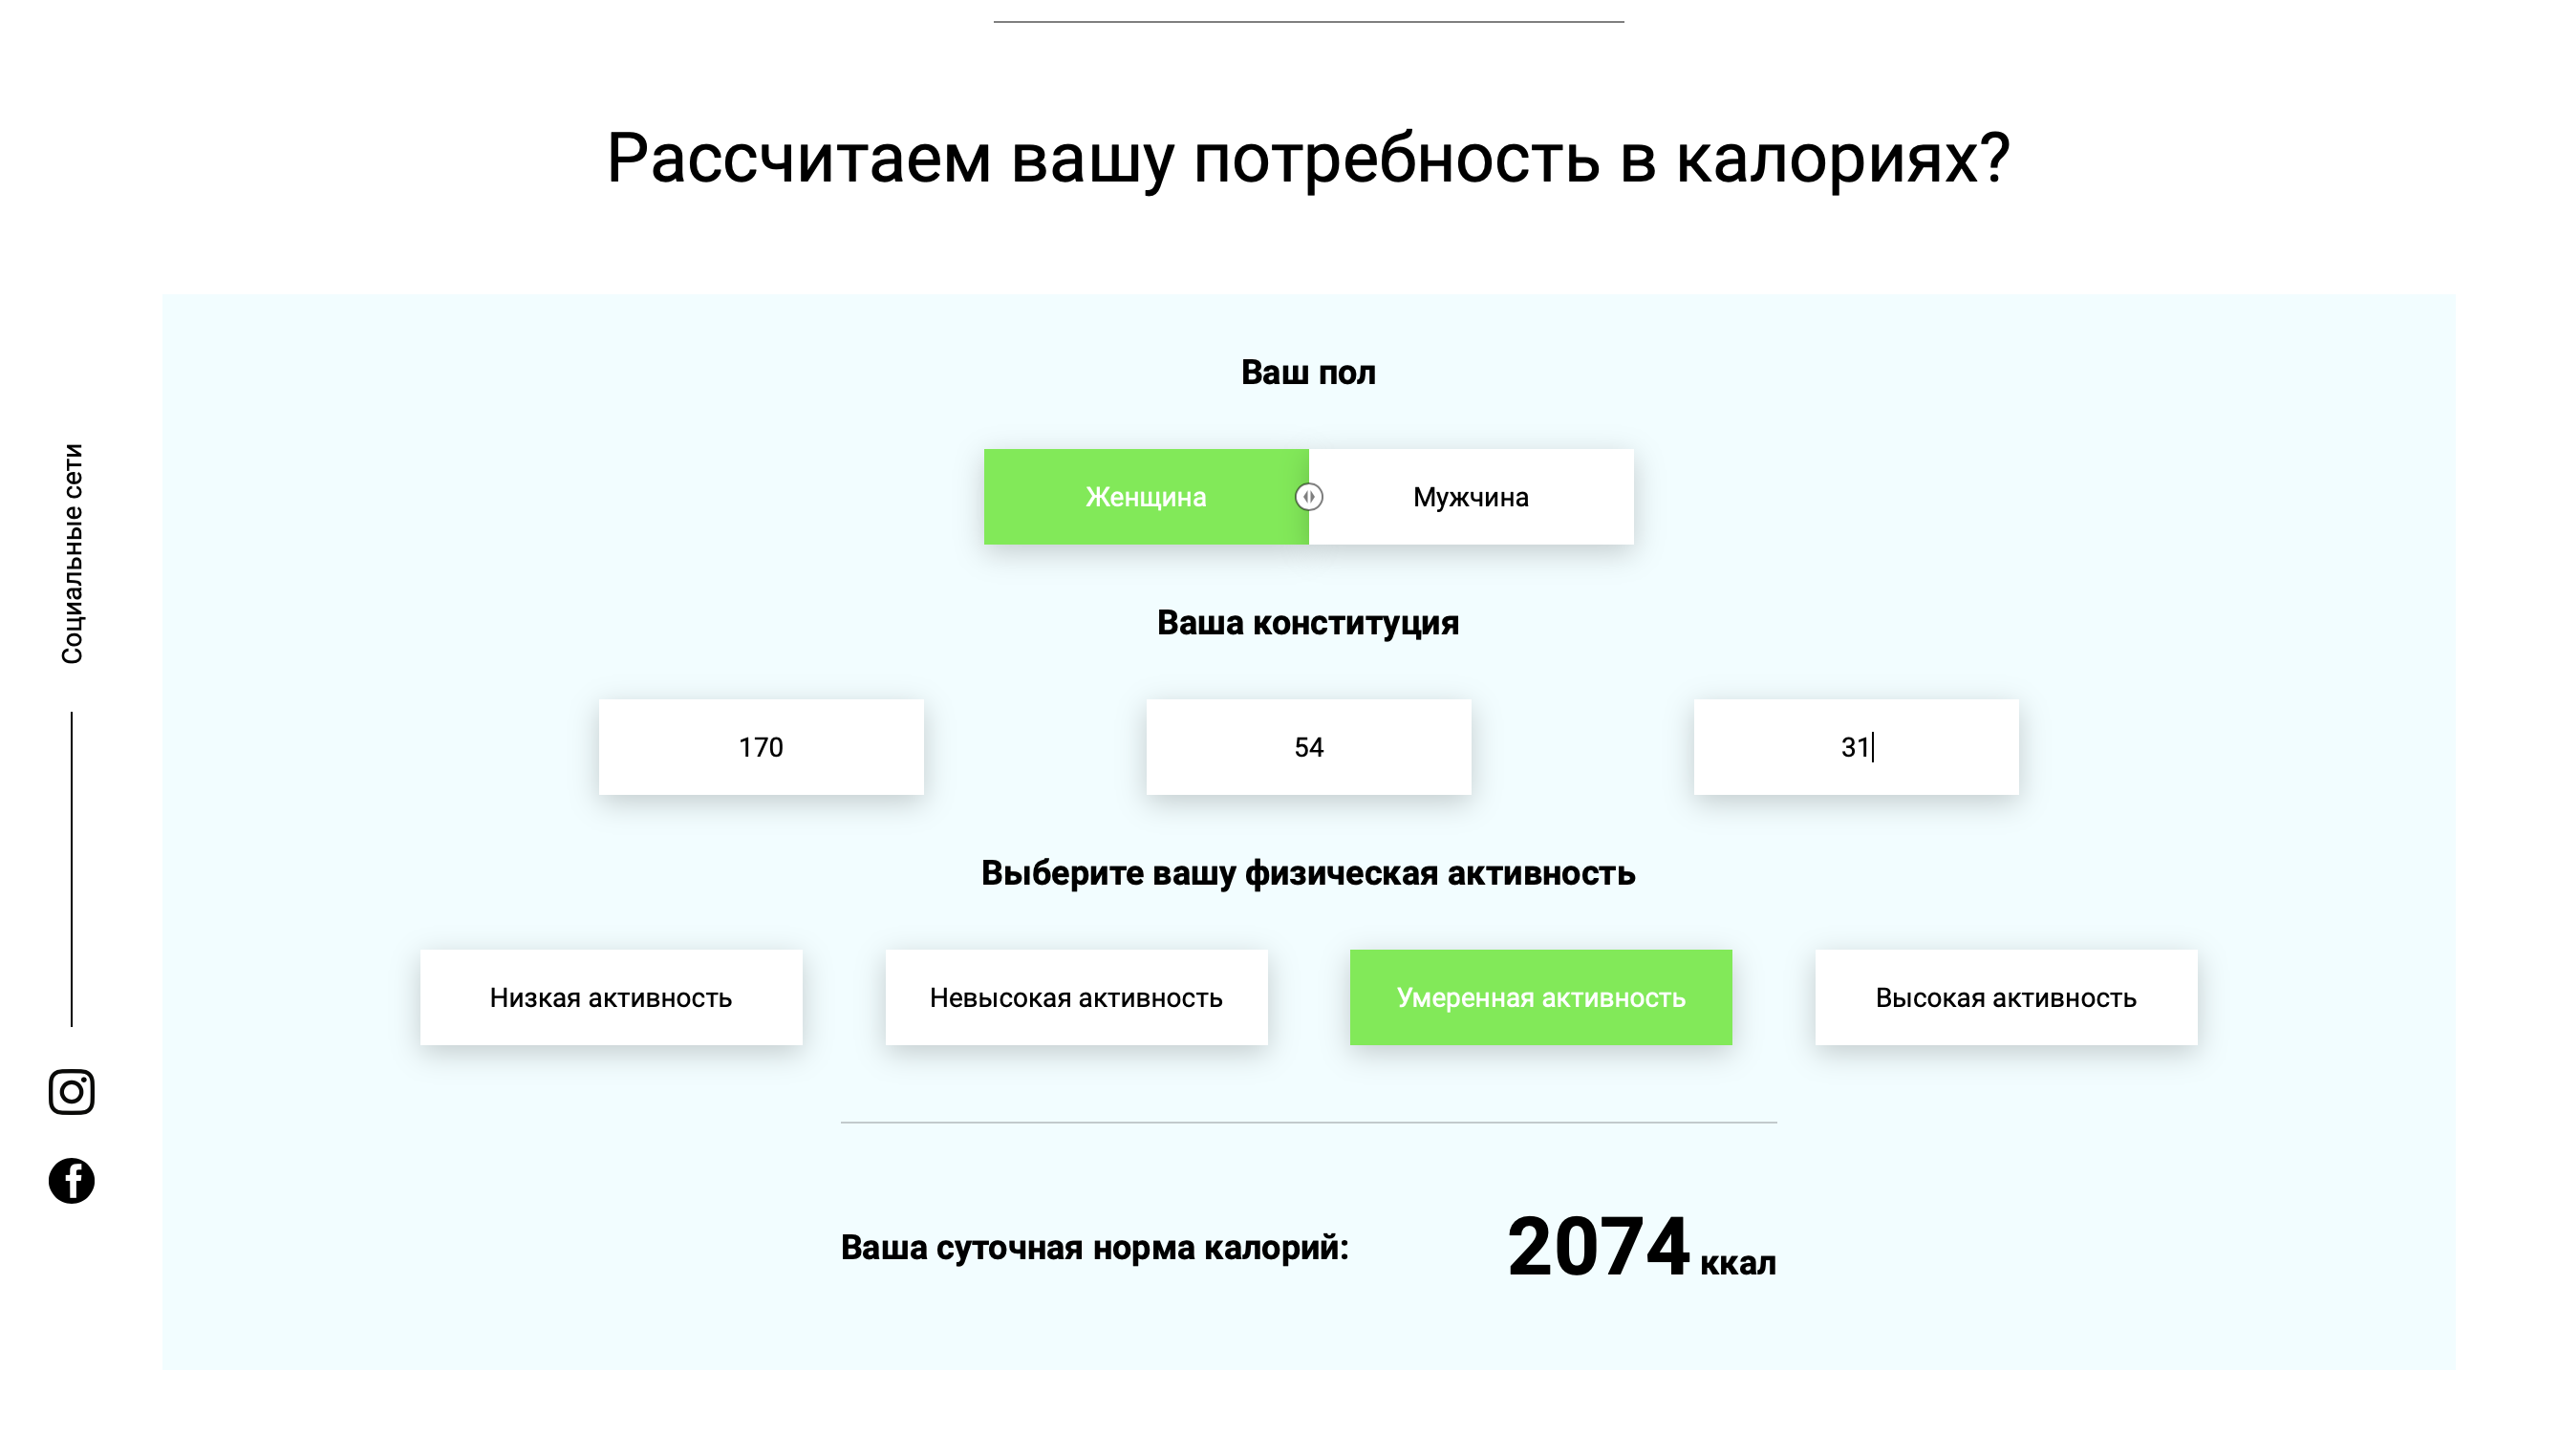 Рассчитаем вашу потребность в калориях?
Ваш пол
Женщина
Мужчина
Ваша конституция
170
54
31
Выберите вашу физическая активность
Низкая активность
Невысокая активность
Умеренная активность
Высокая активность
Ваша суточная норма калорий:
2074 ккал
Социальные сети